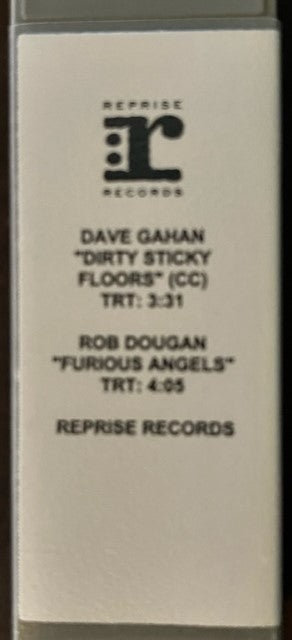 REPRISE
r
RECORDS
DAVE GAHAN
"DIRTY STICKY
FLOORS" (CC)
TRT: 3:31
ROB DOUGAN
"FURIOUS ANGELS"
TRT: 4:05
REPRISE RECORDS